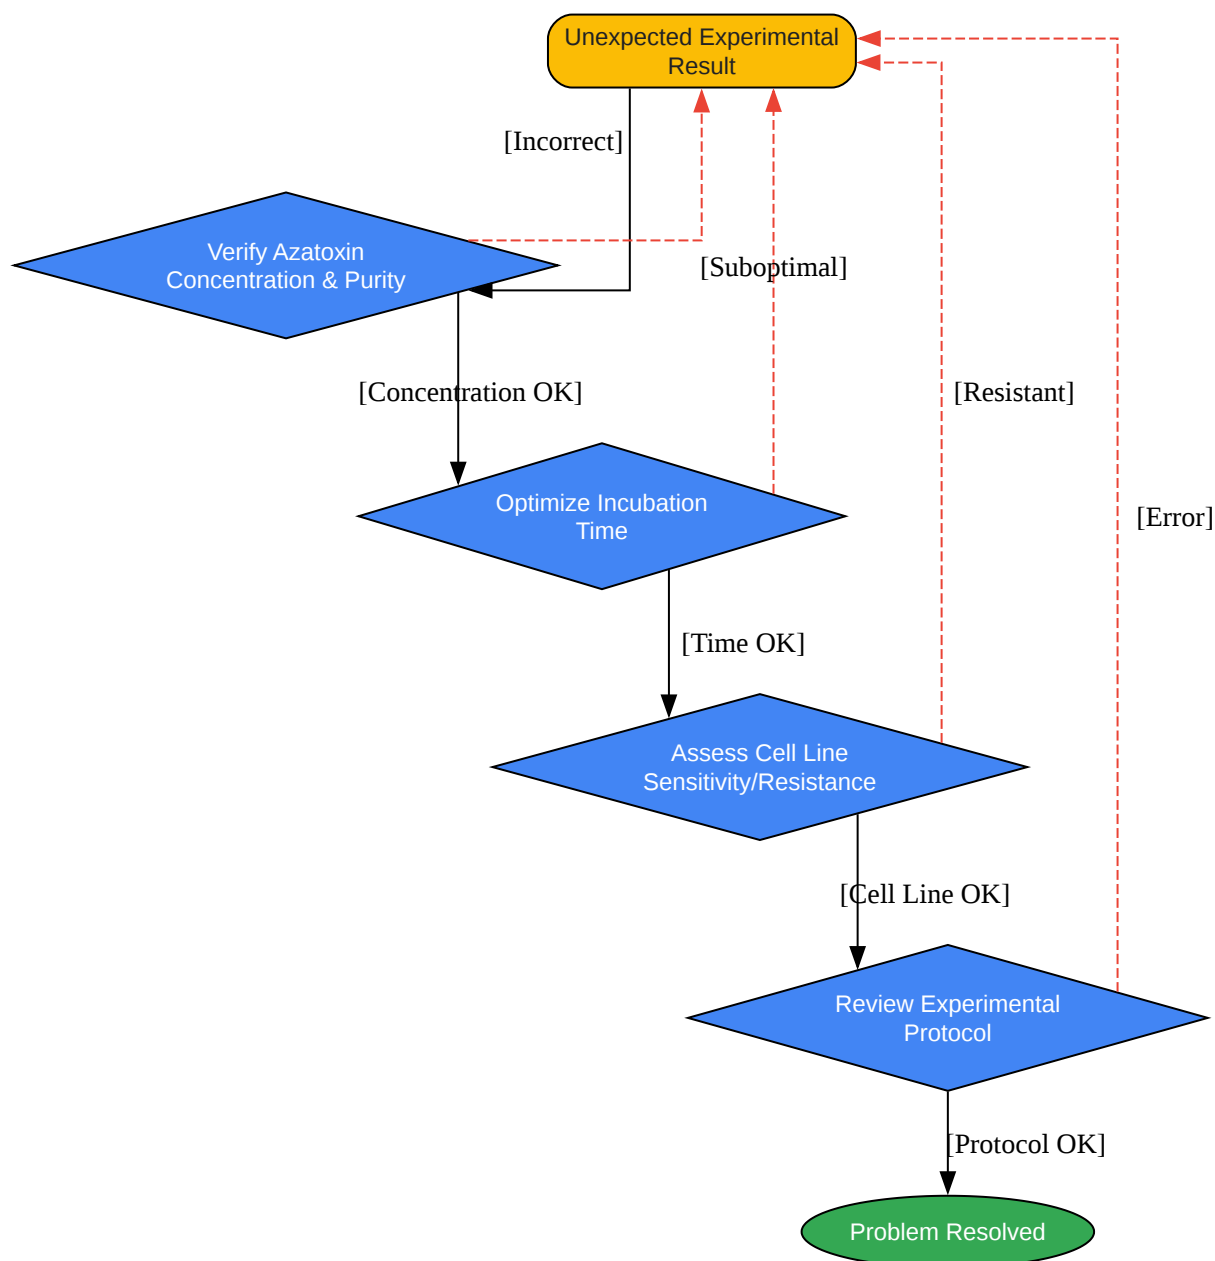 Unexpected Experimental
Result
[Incorrect]
Verify Azatoxin
Concentration & Purity
[Suboptimal]
[Concentration OK]
[Resistant]
Optimize Incubation
Time
[Error]
[Time OK]
Assess Cell Line
Sensitivity/Resistance
[Cell Line OK]
Review Experimental
Protocol
[Protocol OK]
Problem Resolved